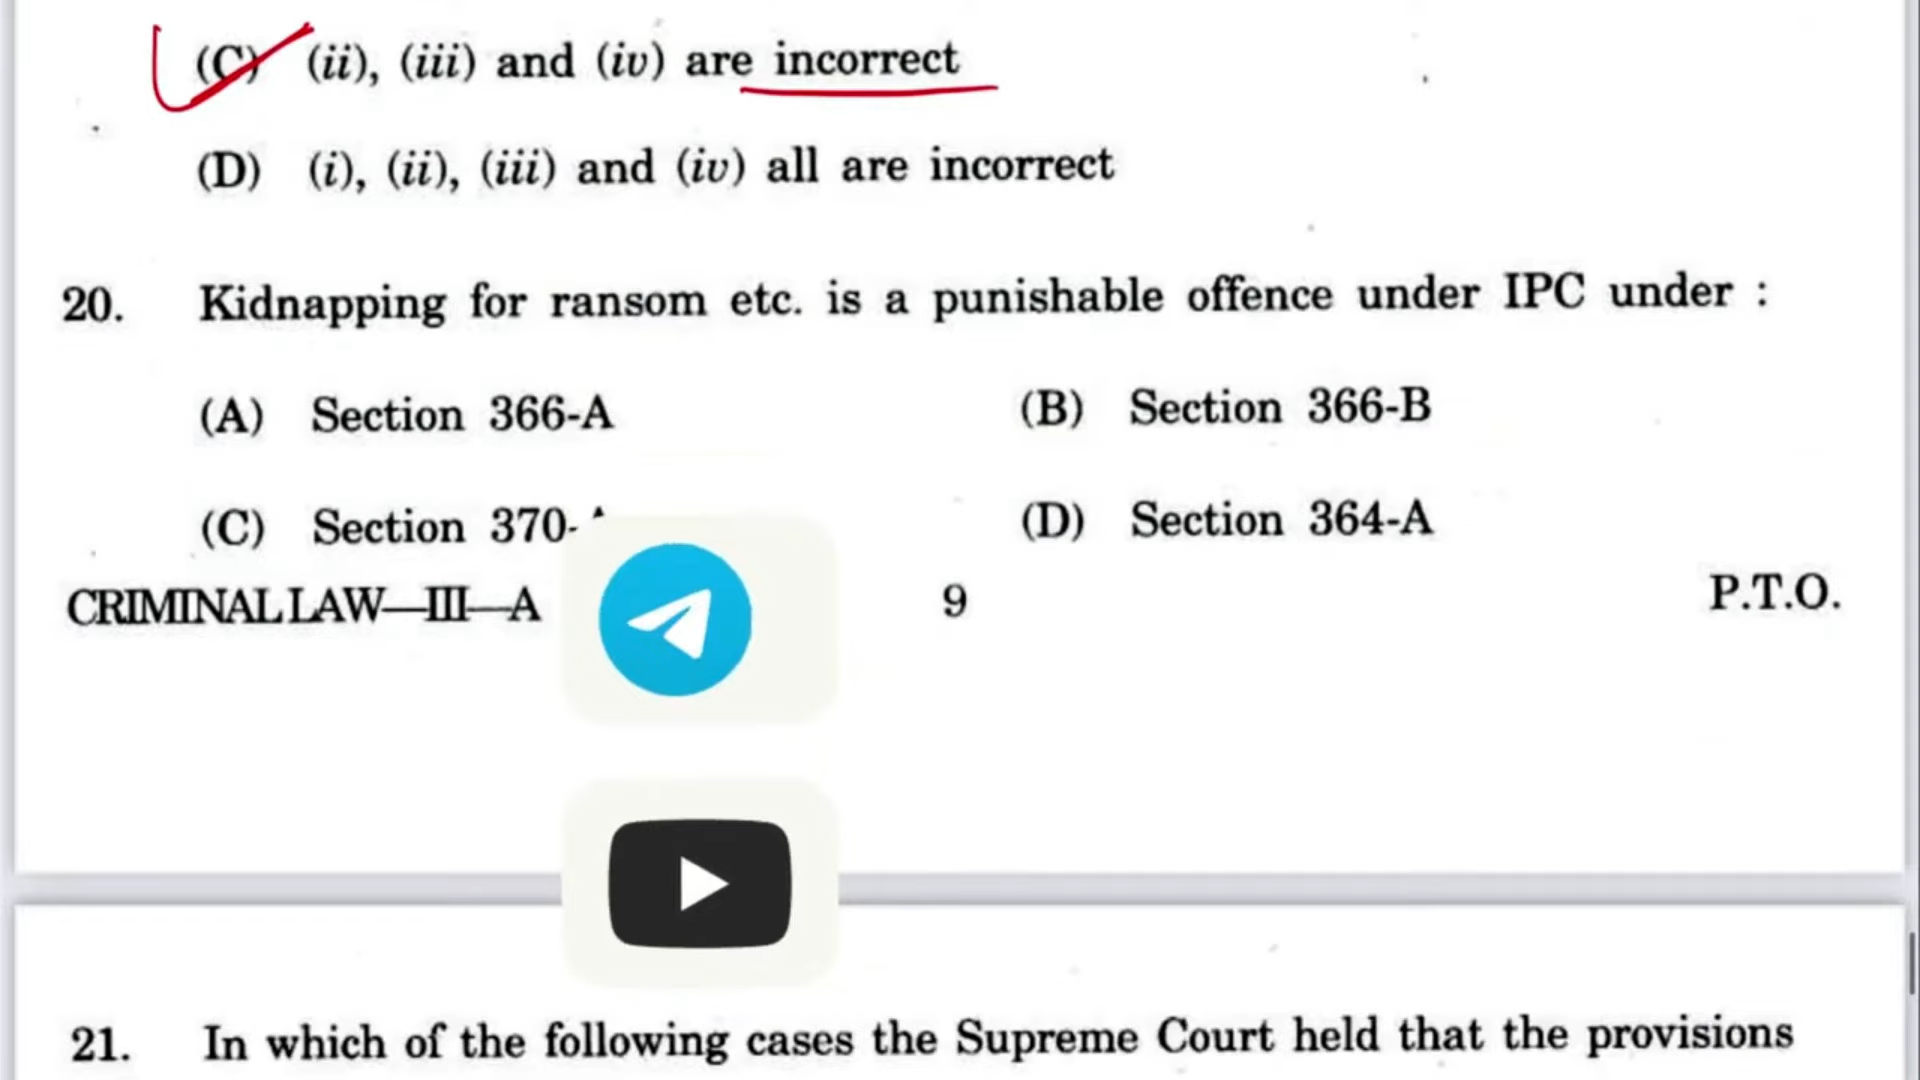 (C) (ii), (iii) and (iv) are incorrect
(D) (i), (ii), (iii) and (iv) all are incorrect
20. Kidnapping for ransom etc. is a punishable offence under IPC under :
(A) Section 366-A (B) Section 366-B
(C) Section 370- (D) Section 364-A
CRIMINAL LAW—III—A 9 P.T.O.
21. In which of the following cases the Supreme Court held that the provisions